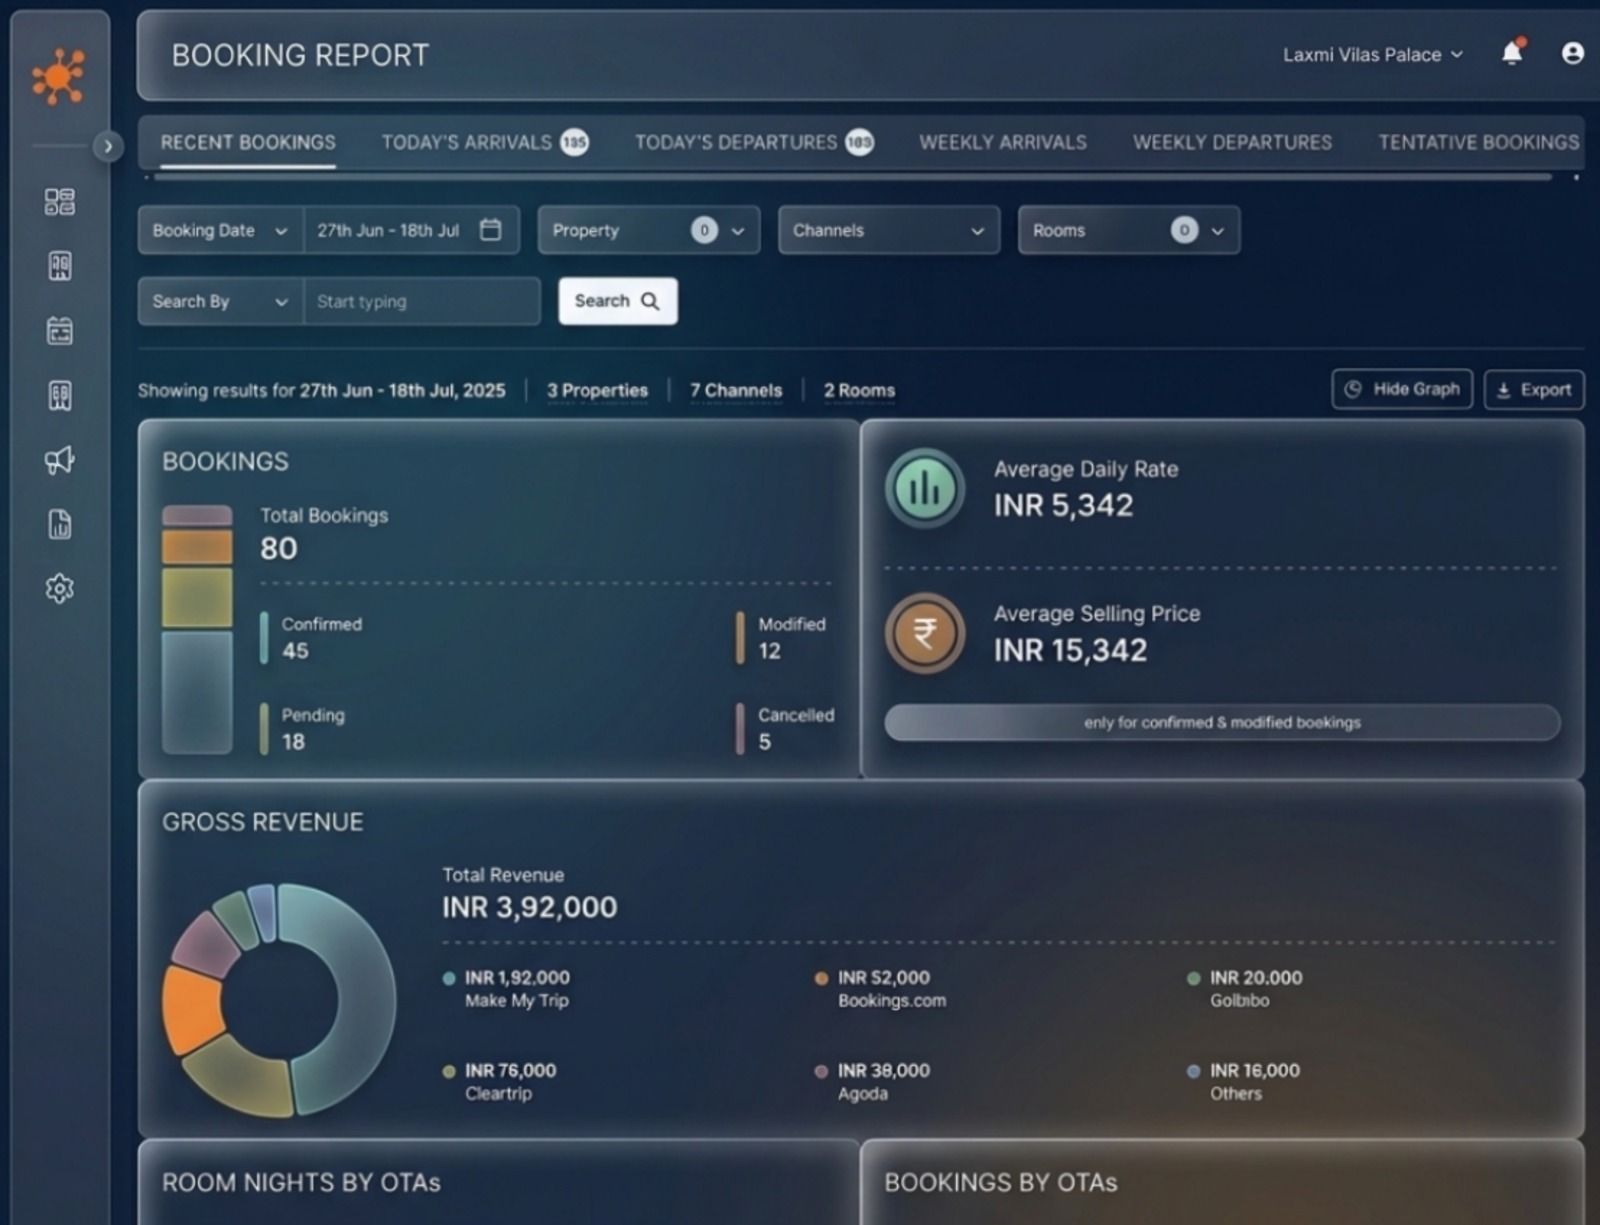 BOOKING REPORT
Laxmi Vilas Palace
RECENT BOOKINGS
TODAY'S ARRIVALS 195
TODAY'S DEPARTURES
WEEKLY ARRIVALS
WEEKLY DEPARTURES
TENTATIVE BOOKINGS
Booking Date
27th Jun - 18th Jul
Property 0
Channels
Rooms 0
Search By
Start typing
Search
Showing results for 27th Jun - 18th Jul, 2025
3 Properties
7 Channels
2 Rooms
Hide Graph
Export
BOOKINGS
Total Bookings
80
Confirmed
45
Modified
12
Pending
18
Cancelled
5
Average Daily Rate
INR 5,342
Average Selling Price
INR 15,342
enly for confirmed & modified bookings
GROSS REVENUE
Total Revenue
INR 3,92,000
INR 1,92.000
Make My Trip
INR 52,000
Bookings.com
INR 20.000
INR 76,000
Cleartrip
INR 38,000
Agoda
INR 16,000
Others
ROOM NIGHTS BY OTAs
BOOKINGS BY OTAs